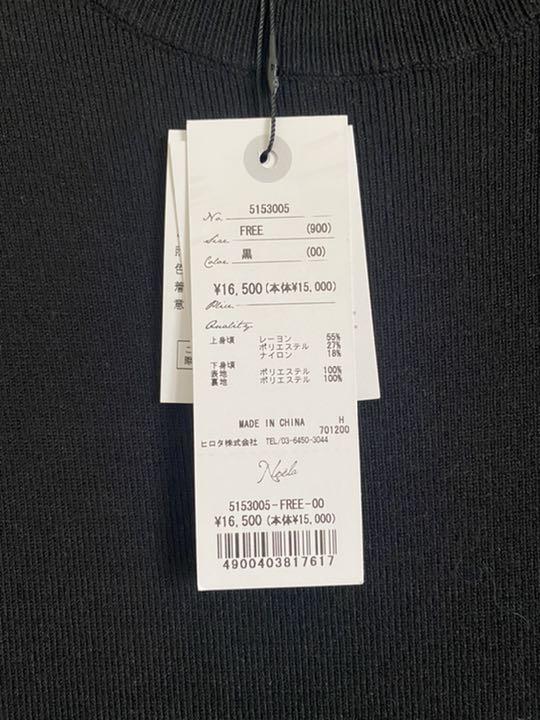 No. 5153005
Size FREE (900)
Color 黒 (00)
¥16,500(本体¥15,000)
Price
Quality
上身頃 レーヨン 55%
ポリエステル 27%
ナイロン 18%
下身頃
表地 ポリエステル 100%
裏地 ポリエステル 100%
MADE IN CHINA H
701200
ヒロタ株式会社 TEL/03-6450-3044
Noela
5153005-FREE-00
¥16,500(本体¥15,000)
4900403817617
色
着
意